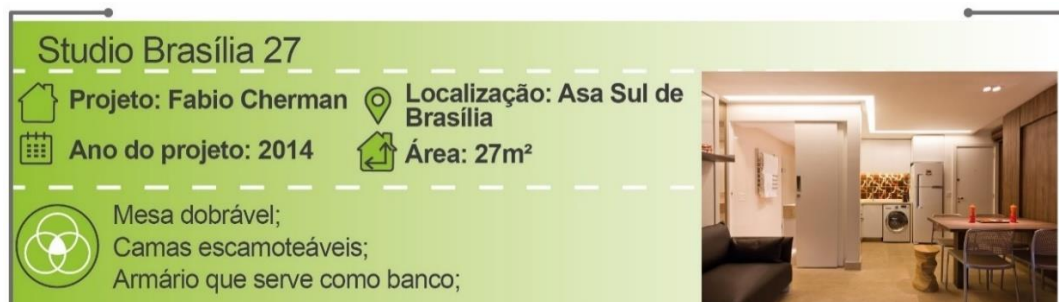 Studio Brasília 27
Projeto: Fabio Cherman
Localização: Asa Sul de
Brasília
Ano do projeto: 2014
Área: 27m²
Mesa dobrável;
Camas escamoteáveis;
Armário que serve como banco;